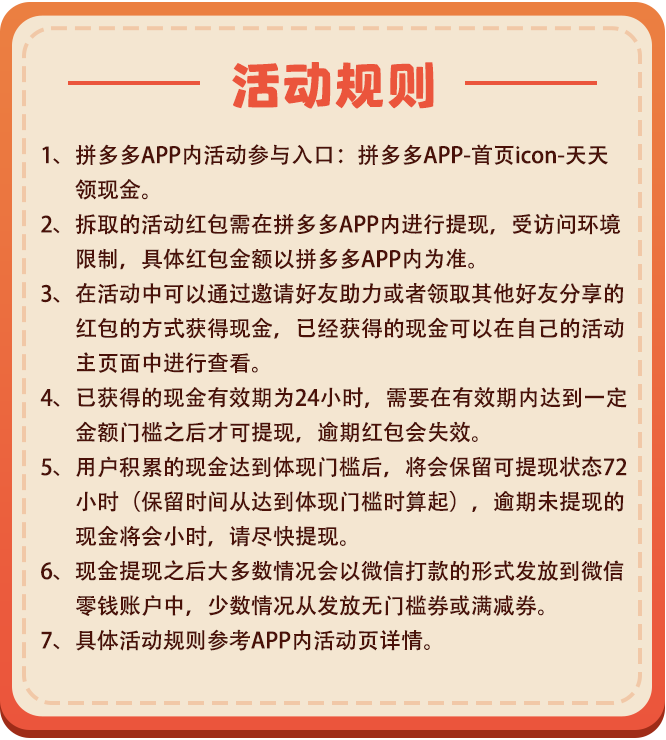 活动规则
1、拼多多APP内活动参与入口：拼多多APP-首页icon-天天
领现金。
2、拆取的活动红包需在拼多多APP内进行提现，受访问环境
限制，具体红包金额以拼多多APP内为准。
3、在活动中可以通过邀请好友助力或者领取其他好友分享的
红包的方式获得现金，已经获得的现金可以在自己的活动
主页面中进行查看。
4、已获得的现金有效期为24小时，需要在有效期内达到一定
金额门槛之后才可提现，逾期红包会失效。
5、用户积累的现金达到体现门槛后，将会保留可提现状态72
小时（保留时间从达到体现门槛时算起），逾期未提现的
现金将会小时，请尽快提现。
6、现金提现之后大多数情况会以微信打款的形式发放到微信
零钱账户中，少数情况从发放无门槛券或满减券。
7、具体活动规则参考APP内活动页详情。